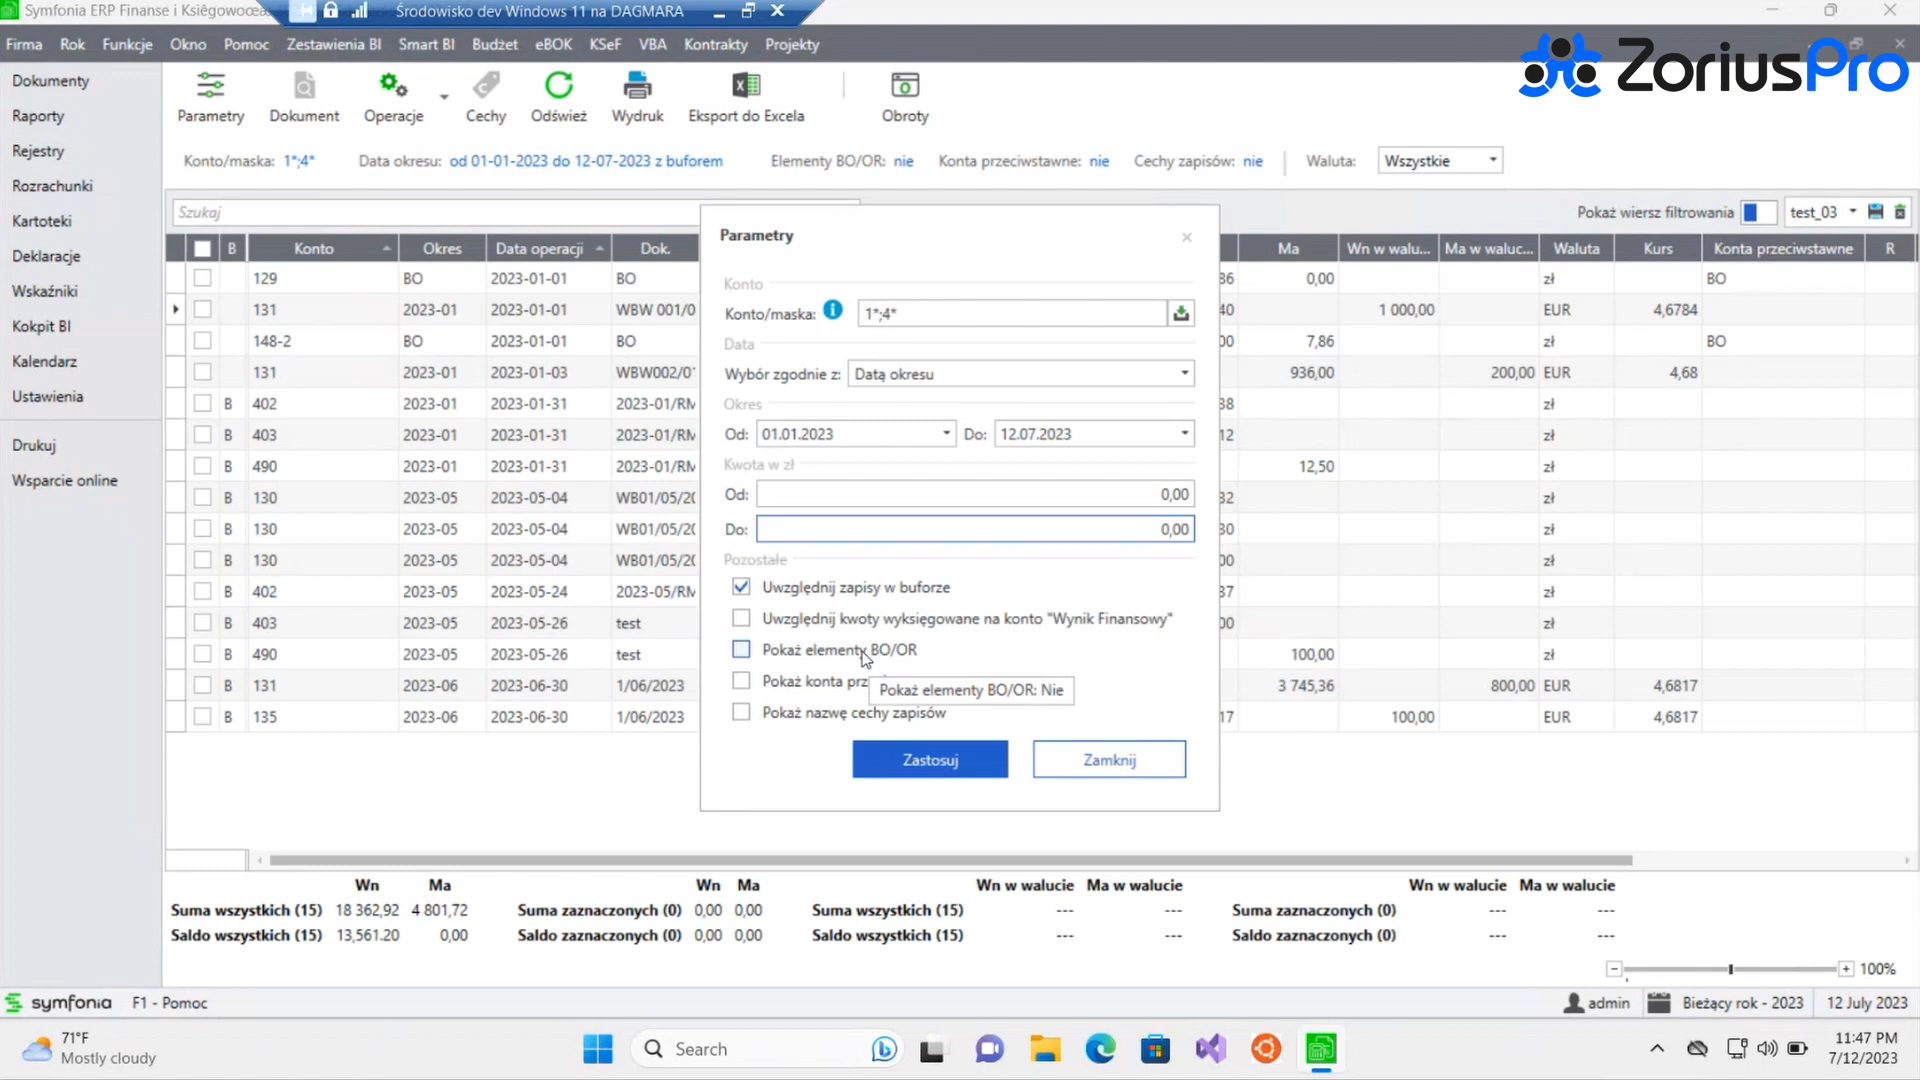 Symfonia ERP Finanse i Księgowość
Środowisko dev Windows 11 na DAGMARA
Firma Rok Funkcje Okno Pomoc Zestawienia BI Smart BI Budżet eBOK KSeF VBA Kontrakty Projekty
ZoriusPro
Dokumenty
Raporty
Rejestry
Rozrachunki
Kartoteki
Deklaracje
Wskaźniki
Kokpit BI
Kalendarz
Ustawienia
Drukuj
Wsparcie online
Parametry Dokument Operacje Cechy Odśwież Wydruk Eksport do Excela Obroty
Konto/maska: 1*;4* Data okresu: od 01-01-2023 do 12-07-2023 z buforem Elementy BO/OR: nie Konta przeciwstawne: nie Cechy zapisów: nie Waluta: Wszystkie
Szukaj
Pokaż wiersz filtrowania test_03
B Konto Okres Data operacji Dok. Ma Wn w walu... Ma w waluc... Waluta Kurs Konta przeciwstawne R
129 BO 2023-01-01 BO 36 0,00 zł BO
131 2023-01 2023-01-01 WBW 001/0 40 1 000,00 EUR 4,6784
148-2 BO 2023-01-01 BO 00 7,86 zł BO
131 2023-01 2023-01-03 WBW002/0 936,00 200,00 EUR 4,68
B 402 2023-01 2023-01-31 2023-01/RM 38 zł
B 403 2023-01 2023-01-31 2023-01/RM 12 zł
B 490 2023-01 2023-01-31 2023-01/RM 12,50 zł
B 130 2023-05 2023-05-04 WB01/05/20 32 zł
B 130 2023-05 2023-05-04 WB01/05/20 30 zł
B 130 2023-05 2023-05-04 WB01/05/20 00 zł
B 402 2023-05 2023-05-24 2023-05/RM 37 zł
B 403 2023-05 2023-05-26 test 00 zł
B 490 2023-05 2023-05-26 test 100,00 zł
B 131 2023-06 2023-06-30 1/06/2023 3 745,36 800,00 EUR 4,6817
B 135 2023-06 2023-06-30 1/06/2023 17 100,00 EUR 4,6817
Parametry
Konto
Konto/maska: 1*;4*
Data
Wybór zgodnie z: Datą okresu
Okres
Od: 01.01.2023 Do: 12.07.2023
Kwota w zł
Od: 0,00
Do: 0,00
Pozostałe
Uwzględnij zapisy w buforze
Uwzględnij kwoty wyksięgowane na konto "Wynik Finansowy"
Pokaż elementy BO/OR
Pokaż konta prz
Pokaż elementy BO/OR: Nie
Pokaż nazwę cechy zapisów
Zastosuj Zamknij
Wn Ma Wn Ma Wn w walucie Ma w walucie Wn w walucie Ma w walucie
Suma wszystkich (15) 18 362,92 4 801,72 Suma zaznaczonych (0) 0,00 0,00 Suma wszystkich (15) --- --- Suma zaznaczonych (0) --- ---
Saldo wszystkich (15) 13,561.20 0,00 Saldo zaznaczonych (0) 0,00 0,00 Saldo wszystkich (15) --- --- Saldo zaznaczonych (0) --- ---
100%
symfonia F1 - Pomoc admin Bieżący rok - 2023 12 July 2023
71°F
Mostly cloudy
Search
11:47 PM
7/12/2023